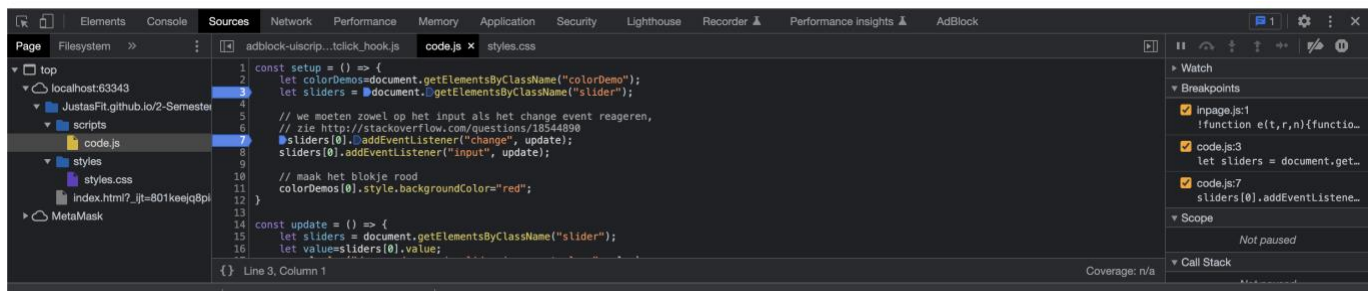 Elements Console Sources Network Performance Memory Application Security Lighthouse Recorder Performance insights AdBlock 1
Page Filesystem » adblock-uiscrip...tclick_hook.js code.js × styles.css
top
localhost:63343
JustasFit.github.io/2-Semester
scripts
code.js
styles
styles.css
index.html?_ijt=801keejq8pi
MetaMask
1 const setup = () => {
2 let colorDemos=document.getElementsByClassName("colorDemo");
3 let sliders = document.getElementsByClassName("slider");
4
5 // we moeten zowel op het input als het change event reageren,
6 // zie http://stackoverflow.com/questions/18544890
7 sliders[0].addEventListener("change", update);
8 sliders[0].addEventListener("input", update);
9
10 // maak het blokje rood
11 colorDemos[0].style.backgroundColor="red";
12 }
13
14 const update = () => {
15 let sliders = document.getElementsByClassName("slider");
16 let value=sliders[0].value;
{} Line 3, Column 1 Coverage: n/a
Watch
Breakpoints
inpage.js:1
!function e(t,r,n){functio…
code.js:3
let sliders = document.get…
code.js:7
sliders[0].addEventListene…
Scope
Not paused
Call Stack